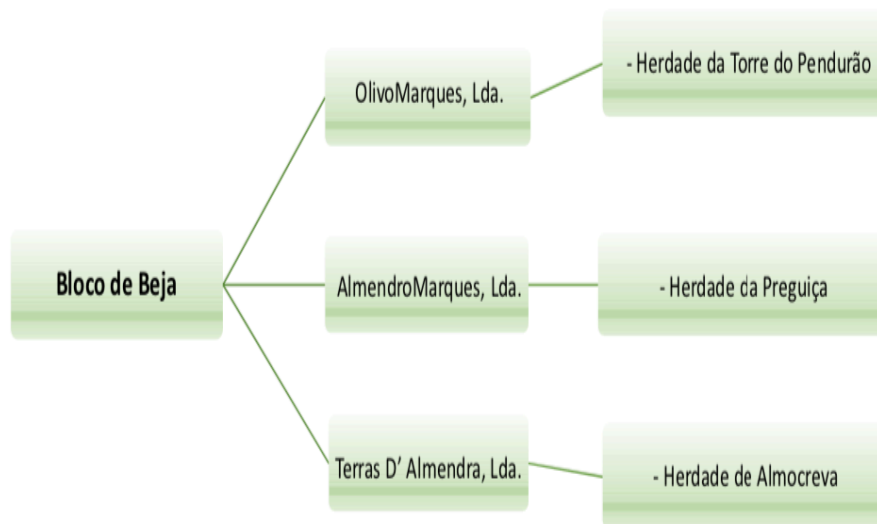 Bloco de Beja
OlivoMarques, Lda.
- Herdade da Torre do Pendurão
AlmendroMarques, Lda.
- Herdade da Preguiça
Terras D’ Almendra, Lda.
- Herdade de Almocreva